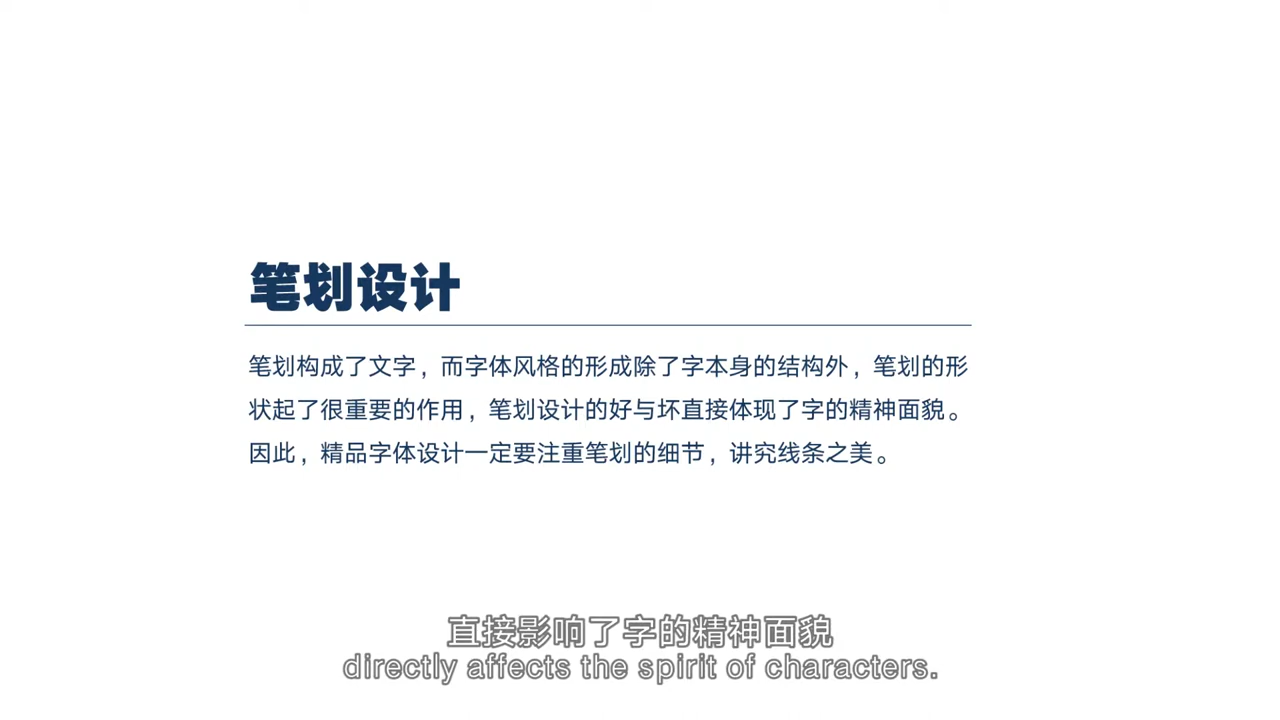 笔划设计
笔划构成了文字，而字体风格的形成除了字本身的结构外，笔划的形
状起了很重要的作用，笔划设计的好与坏直接体现了字的精神面貌。
因此，精品字体设计一定要注重笔划的细节，讲究线条之美。
直接影响了字的精神面貌
directly affects the spirit of characters.